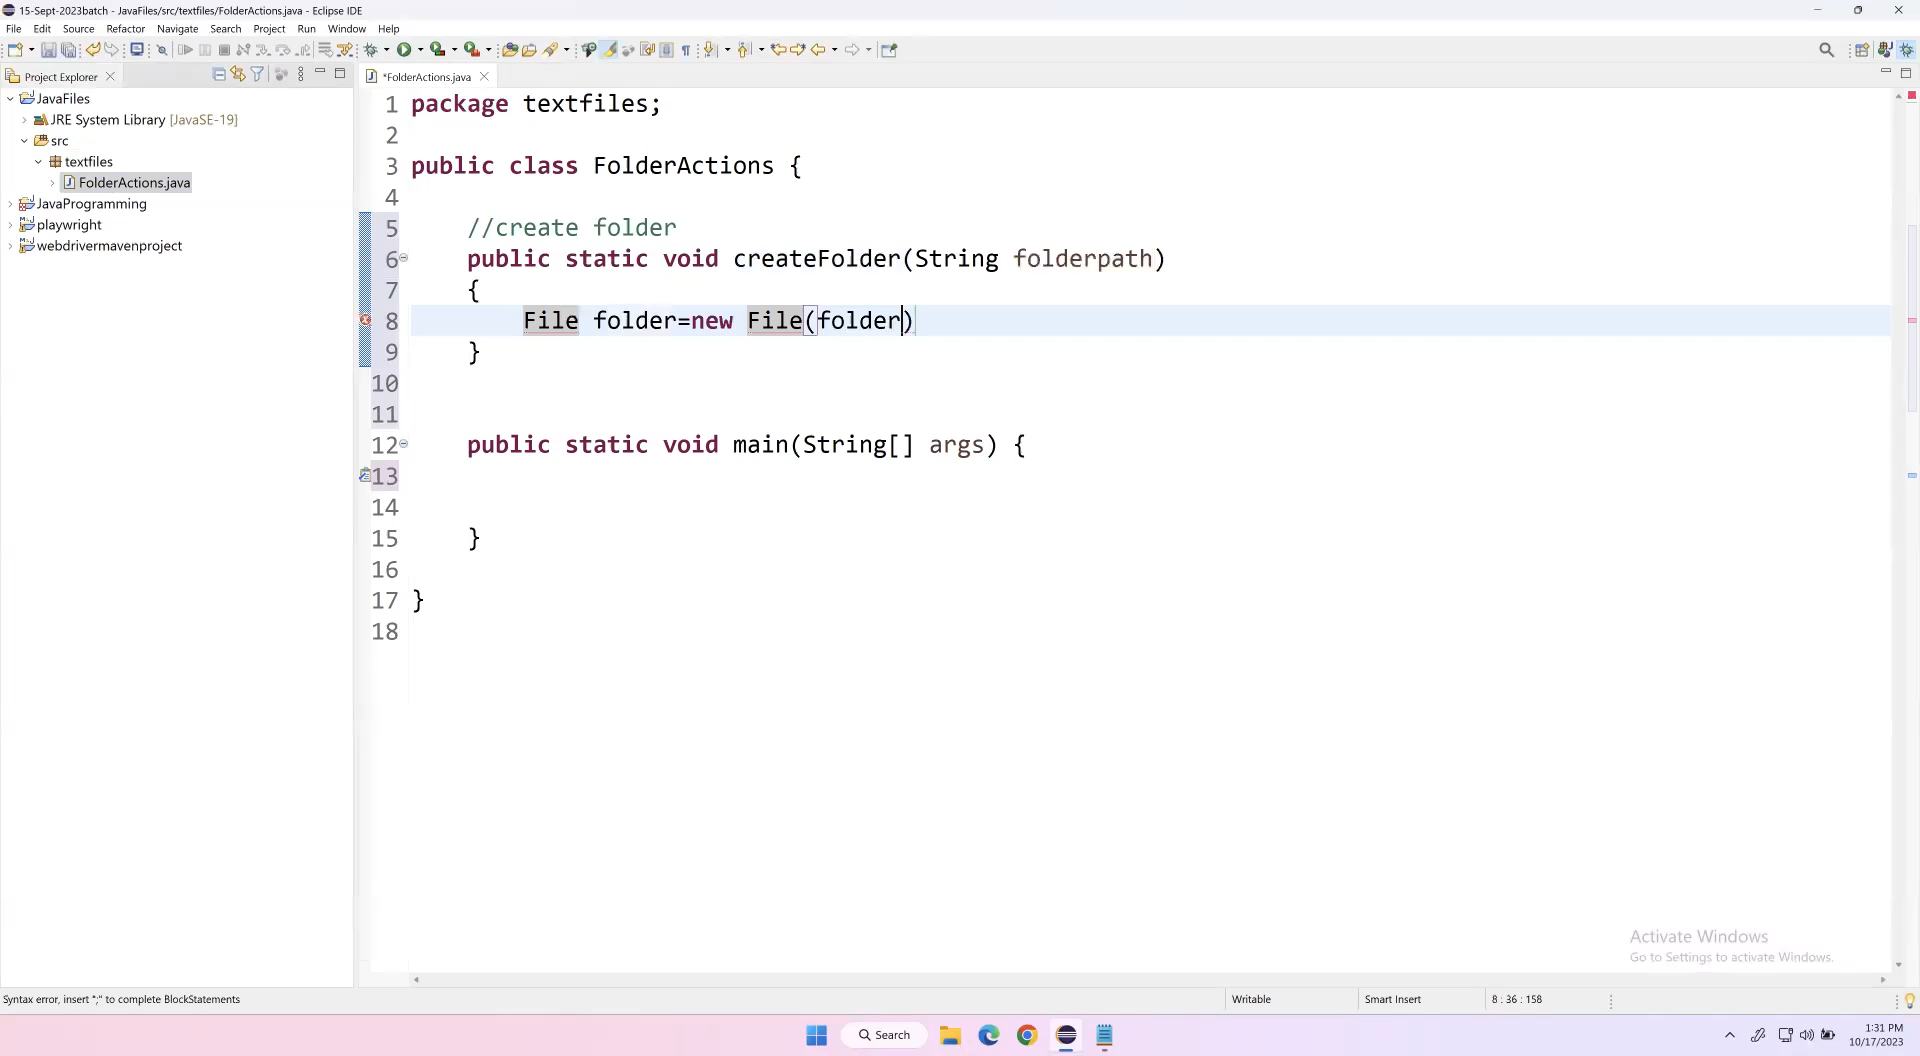 15-Sept-2023batch - JavaFiles/src/textfiles/FolderActions.java - Eclipse IDE
File Edit Source Refactor Navigate Search Project Run Window Help
Project Explorer
*FolderActions.java
JavaFiles
JRE System Library [JavaSE-19]
src
textfiles
FolderActions.java
JavaProgramming
playwright
webdrivermavenproject
1 package textfiles;
2
3 public class FolderActions {
4
5 //create folder
6 public static void createFolder(String folderpath)
7 {
8 File folder=new File(folder)
9 }
10
11
12 public static void main(String[] args) {
13
14
15 }
16
17 }
18
Activate Windows
Go to Settings to activate Windows.
Syntax error, insert ";" to complete BlockStatements
Writable
Smart Insert
8 : 36 : 158
Search
1:31 PM
10/17/2023